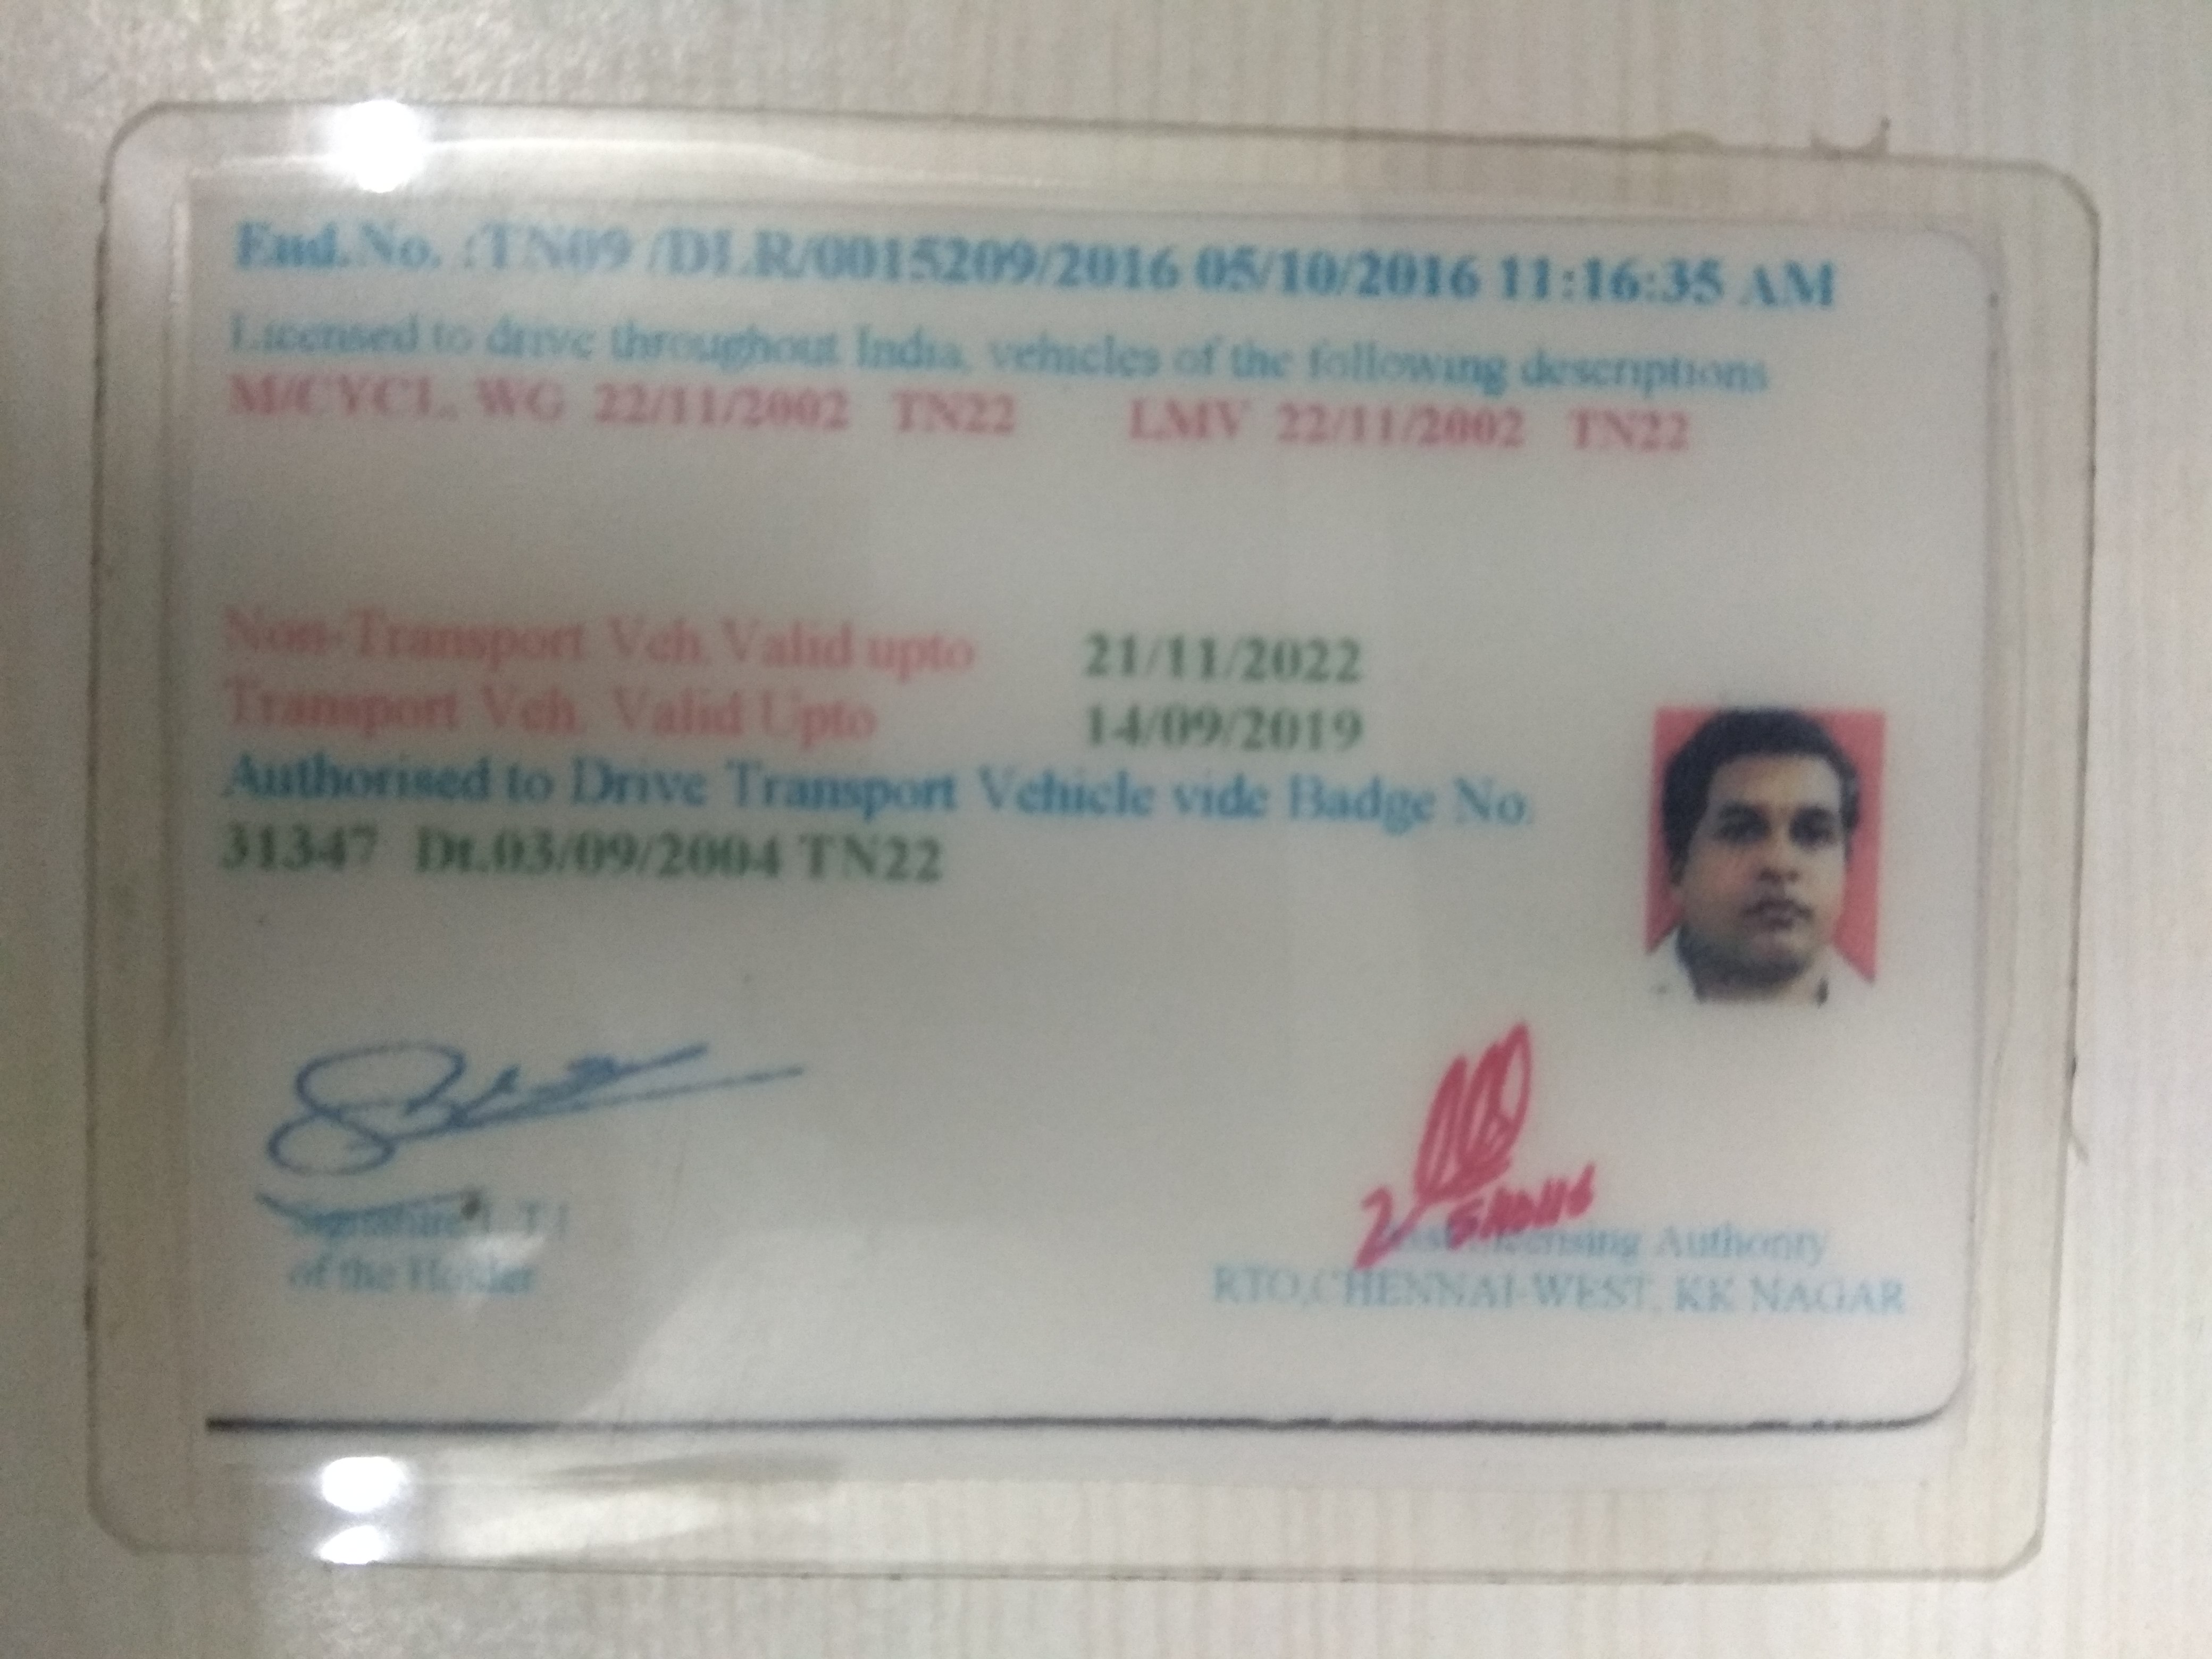 End.No. :TN09 /DLR/0015209/2016 05/10/2016 11:16:35 AM
Licensed to drive throughout India, vehicles of the following descriptions
M/CYCL. WG 22/11/2002 TN22 LMV 22/11/2002 TN22
Non-Transport Veh. Valid upto 21/11/2022
Transport Veh. Valid Upto 14/09/2019
Authorised to Drive Transport Vehicle vide Badge No.
31347 Dt.03/09/2004 TN22
Signature/L.T.I
of the Holder
Licensing Authority
RTO,CHENNAI-WEST, KK NAGAR